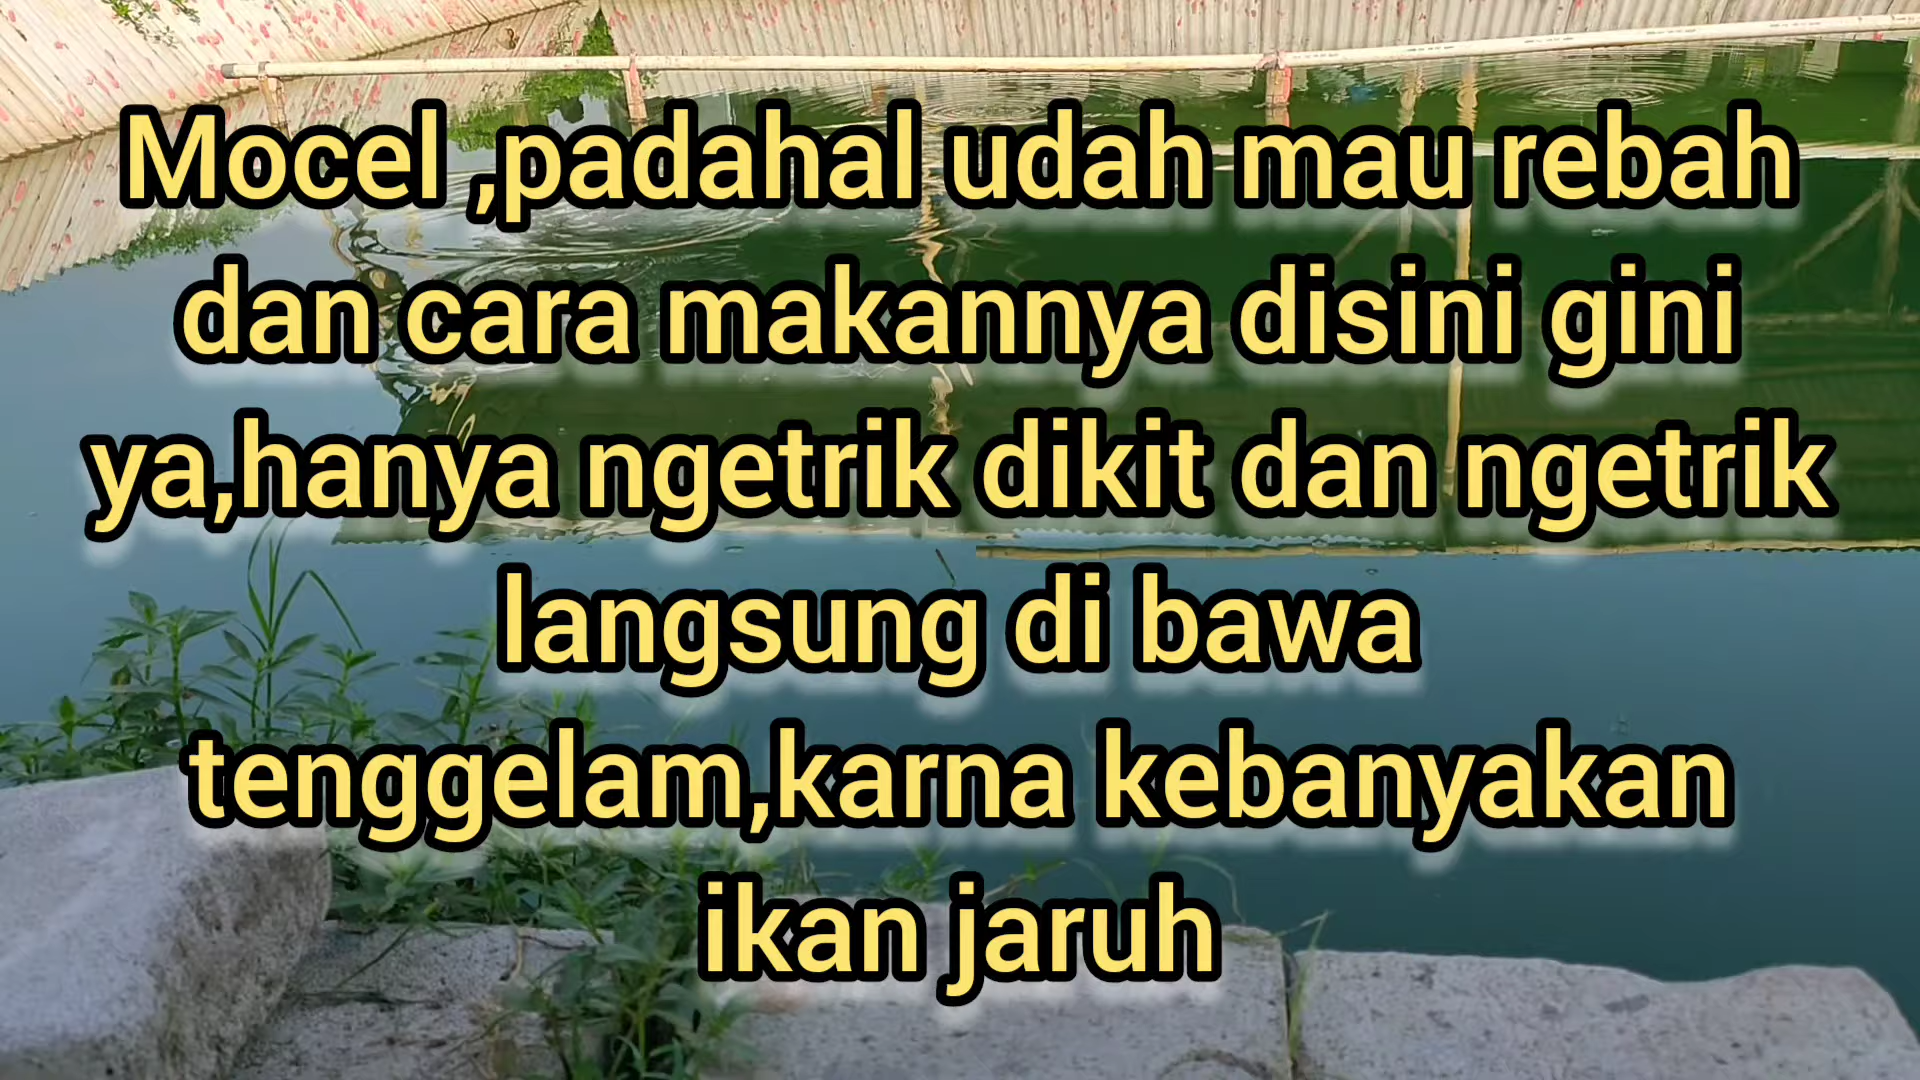 Mocel ,padahal udah mau rebah
dan cara makannya disini gini
ya,hanya ngetrik dikit dan ngetrik
langsung di bawa
tenggelam,karna kebanyakan
ikan jaruh